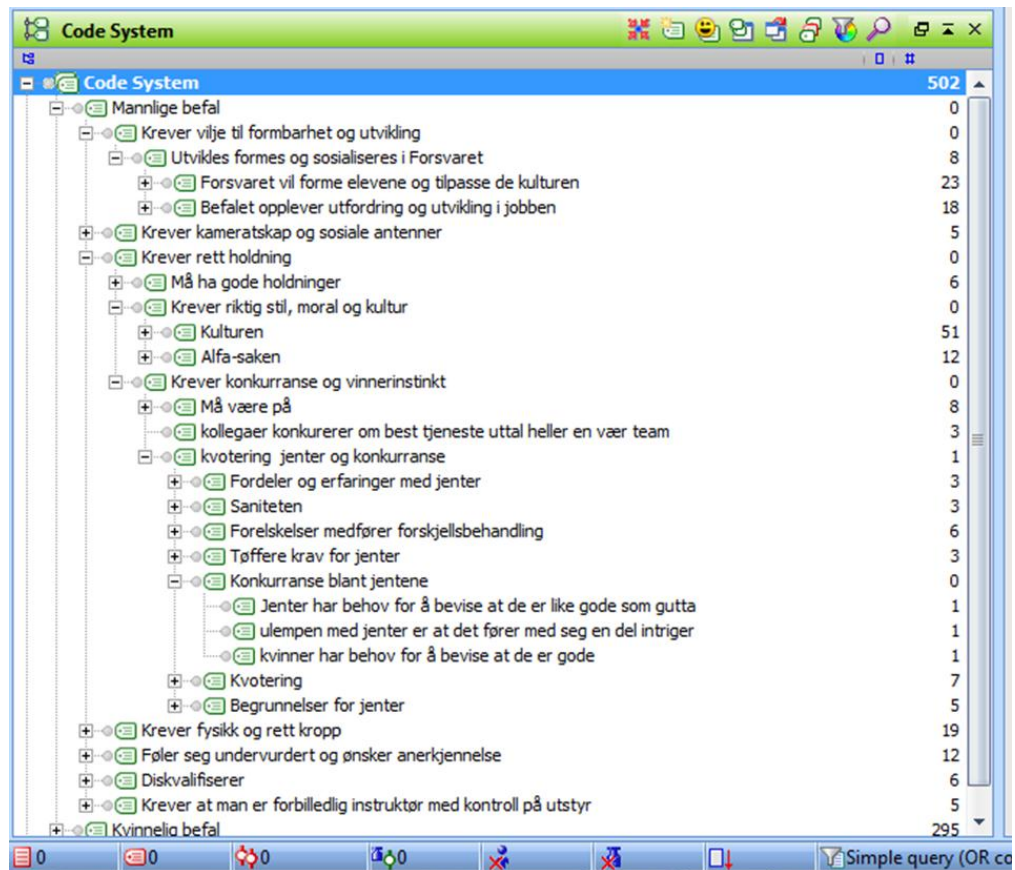 Code System
Code System 502
Mannlige befal 0
Krever vilje til formbarhet og utvikling 0
Utvikles formes og sosialiseres i Forsvaret 8
Forsvaret vil forme elevene og tilpasse de kulturen 23
Befalet opplever utfordring og utvikling i jobben 18
Krever kameratskap og sosiale antenner 5
Krever rett holdning 0
Må ha gode holdninger 6
Krever riktig stil, moral og kultur 0
Kulturen 51
Alfa-saken 12
Krever konkurranse og vinnerinstinkt 0
Må være på 8
kollegaer konkurerer om best tjeneste uttal heller en vær team 3
kvotering jenter og konkurranse 1
Fordeler og erfaringer med jenter 3
Saniteten 3
Forelskelser medfører forskjellsbehandling 6
Tøffere krav for jenter 3
Konkurranse blant jentene 0
Jenter har behov for å bevise at de er like gode som gutta 1
ulempen med jenter er at det fører med seg en del intriger 1
kvinner har behov for å bevise at de er gode 1
Kvotering 7
Begrunnelser for jenter 5
Krever fysikk og rett kropp 19
Føler seg undervurdert og ønsker anerkjennelse 12
Diskvalifiserer 6
Krever at man er forbilledlig instruktør med kontroll på utstyr 5
Kvinnelig befal 295
0 0 0 0 Simple query (OR co